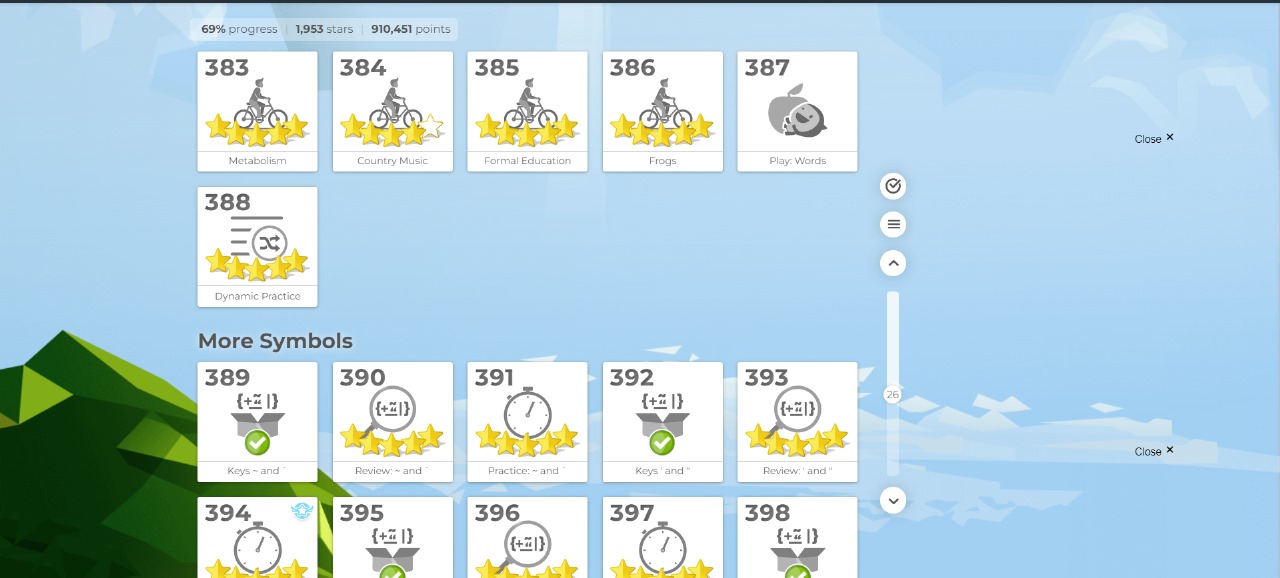 69% progress | 1,953 stars | 910,451 points
383 384 385 386 387
Metabolism Country Music Formal Education Frogs Play: Words
Close ×
388
Dynamic Practice
More Symbols
389 390 391 392 393
{+~̲ "|} {+~̲ "|} {+~̲ "|} {+~̲ "|}
26
Keys ~ and ` Review: ~ and ` Practice: ~ and ` Keys ' and " Review: ' and "
Close ×
394 395 396 397 398